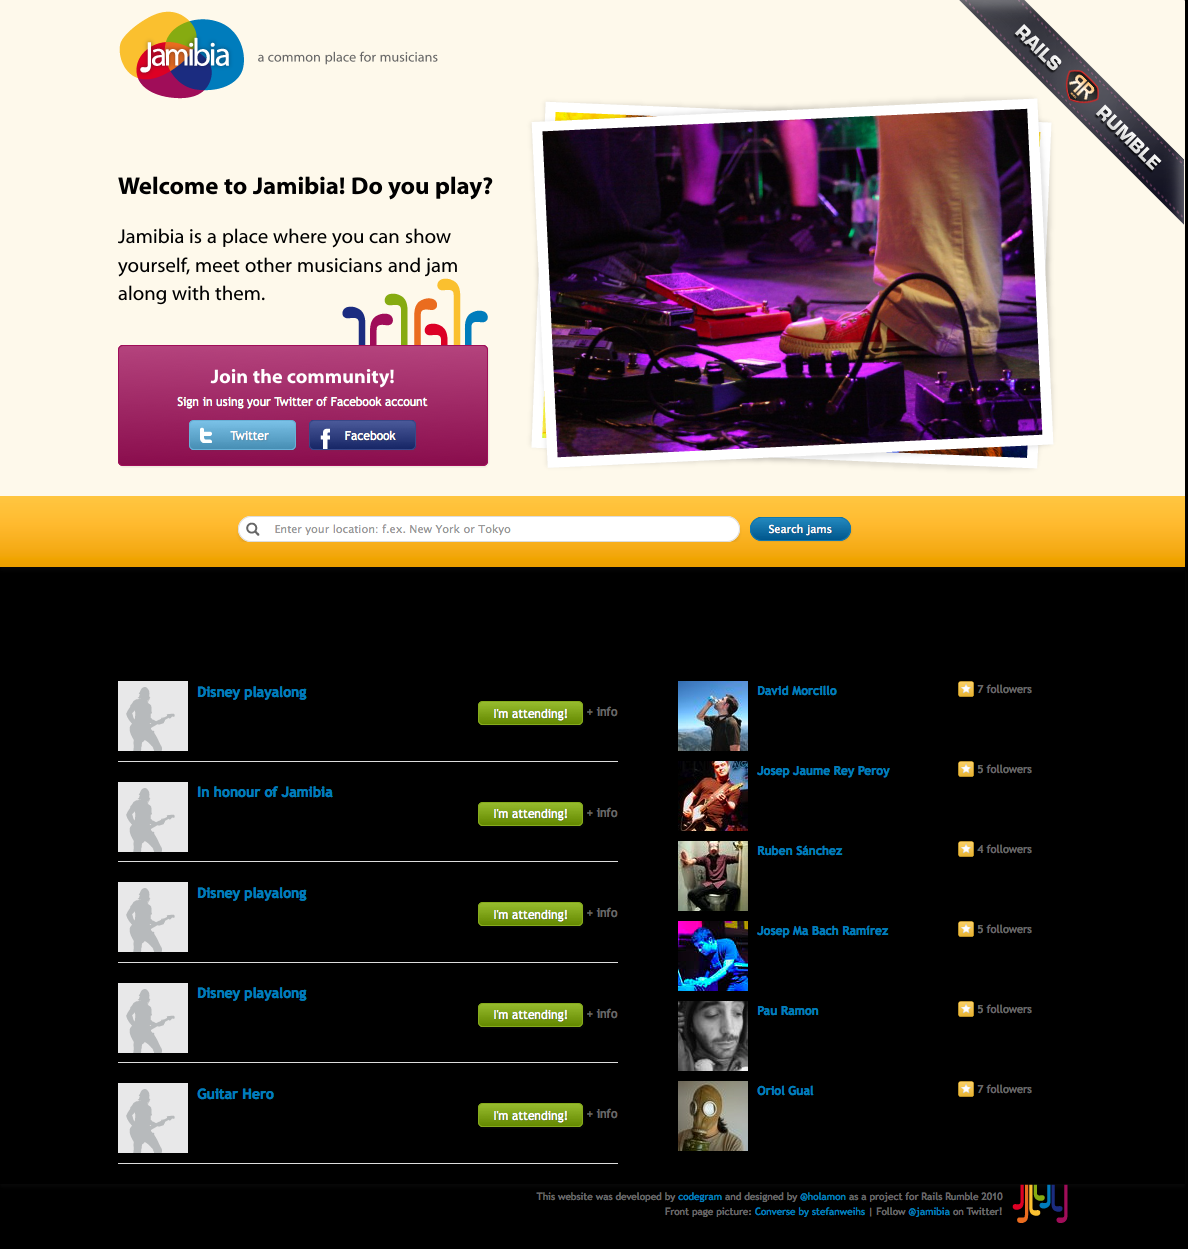 Jamibia
a common place for musicians
RAILS
RR
RUMBLE
Welcome to Jamibia! Do you play?
Jamibia is a place where you can show
yourself, meet other musicians and jam
along with them.
Join the community!
Sign in using your Twitter of Facebook account
Twitter
Facebook
Enter your location: f.ex. New York or Tokyo
Search jams
Disney playalong
I'm attending! + info
In honour of Jamibia
I'm attending! + info
Disney playalong
I'm attending! + info
Disney playalong
I'm attending! + info
Guitar Hero
I'm attending! + info
David Morcillo
7 followers
Josep Jaume Rey Peroy
5 followers
Ruben Sánchez
4 followers
Josep Ma Bach Ramírez
5 followers
Pau Ramon
5 followers
Oriol Gual
7 followers
This website was developed by codegram and designed by @holamon as a project for Rails Rumble 2010
Front page picture: Converse by stefanweihs | Follow @jamibia on Twitter!